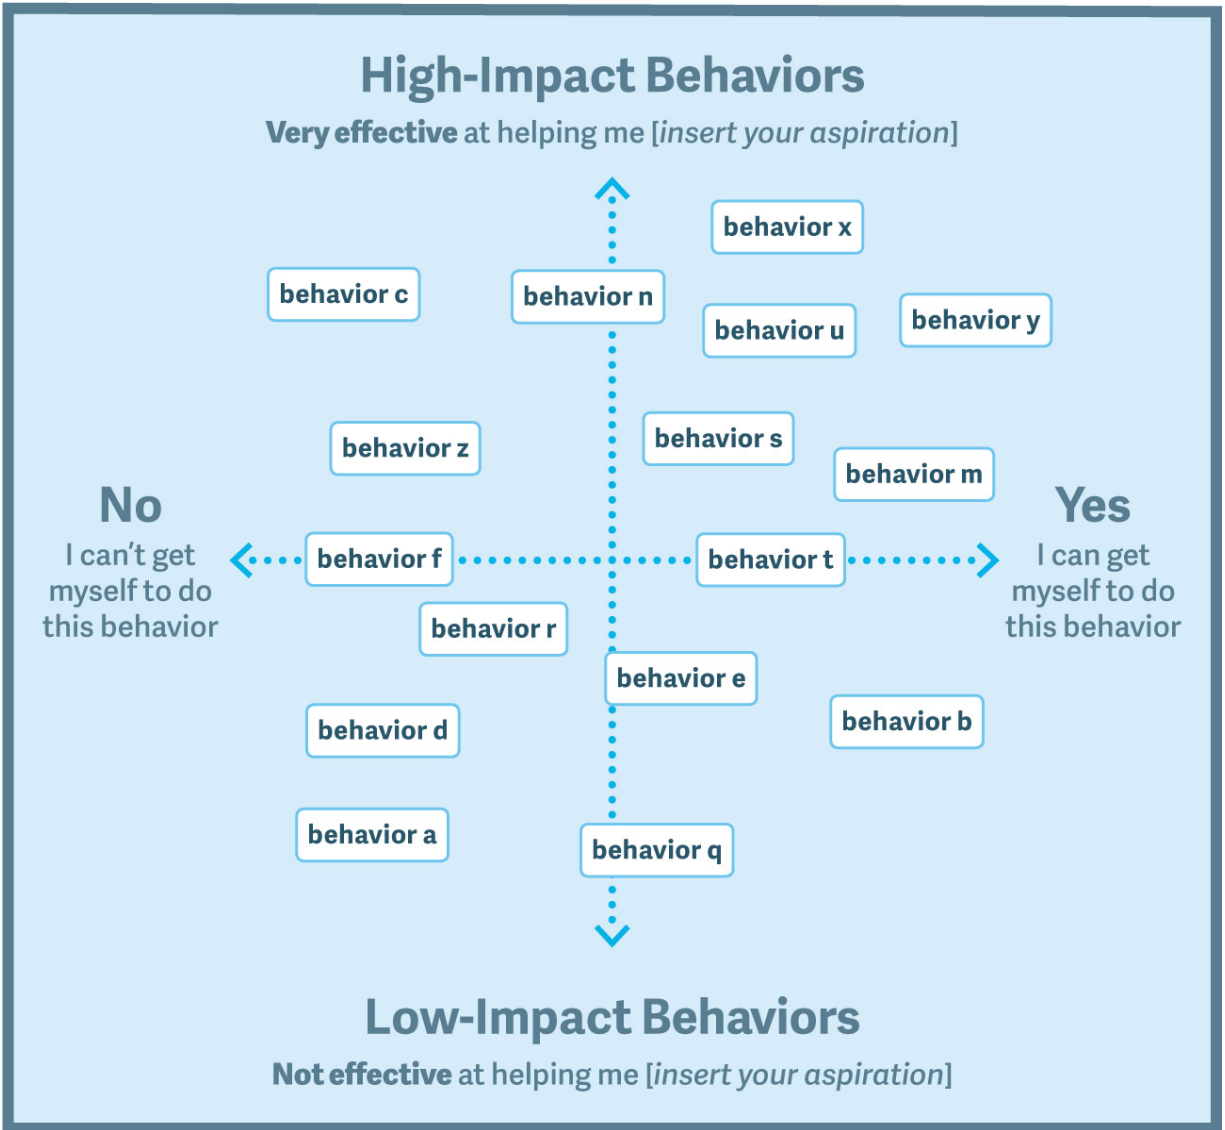 High-Impact Behaviors
Very effective at helping me [insert your aspiration]
behavior x
behavior c
behavior n
behavior y
behavior u
behavior s
behavior z
behavior m
No
I can’t get
myself to do
this behavior
Yes
I can get
myself to do
this behavior
behavior f
behavior t
behavior r
behavior e
behavior b
behavior d
behavior a
behavior q
Low-Impact Behaviors
Not effective at helping me [insert your aspiration]